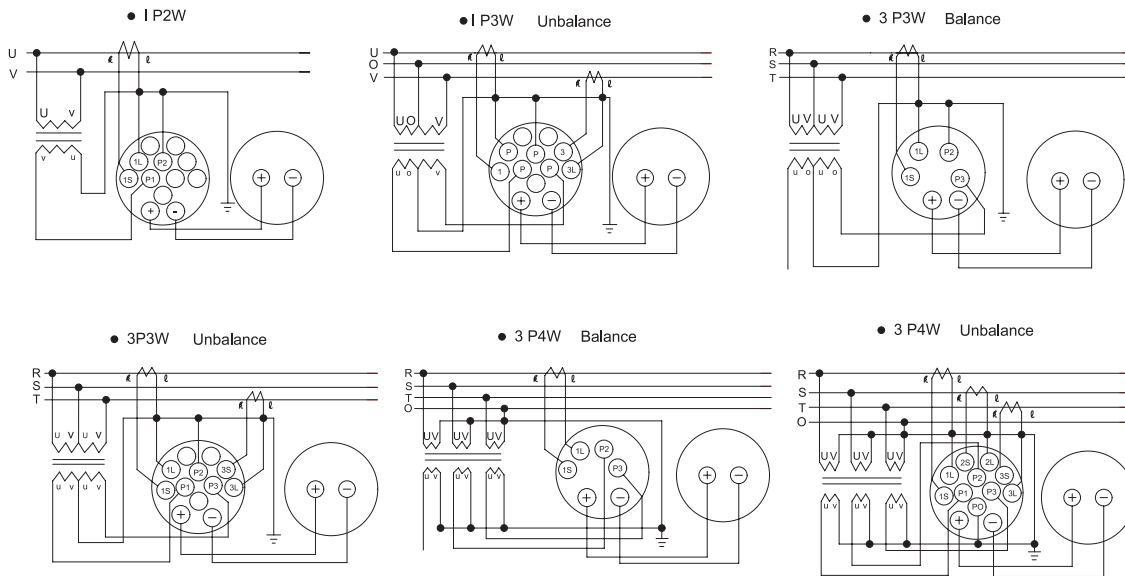 ● I P2W
U
V
k l
U v
v u
1L P2
1S P1
+ -
+ −
● I P3W Unbalance
U
O
V
k l
k l
U O V
u o v
P P 3
1 P P 3L
+ −
+ −
● 3 P3W Balance
R
S
T
k l
U V U V
u o u o
1L P2
1S P3
+ −
+ −
● 3P3W Unbalance
R
S
T
k l
k l
u v u V
u v u v
1L P2 3S
1S P1 P3 3L
+ −
+ −
● 3 P4W Balance
R
S
T
O
k l
UV UV UV
u v u v u v
1L P2
1S P3
+ −
+ −
● 3 P4W Unbalance
R
S
T
O
k l
k l
k l
UV UV UV
u v u v u v
2S 2L
1L P2 3S
1S P1 P3 3L
PO
+ −
+ −